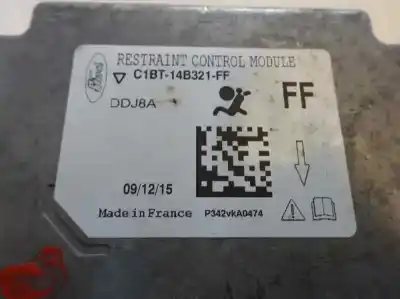 Ford
RESTRAINT CONTROL MODULE
C1BT-14B321-FF
DDJ8A
FF
09/12/15
Made in France
P342vkA0474